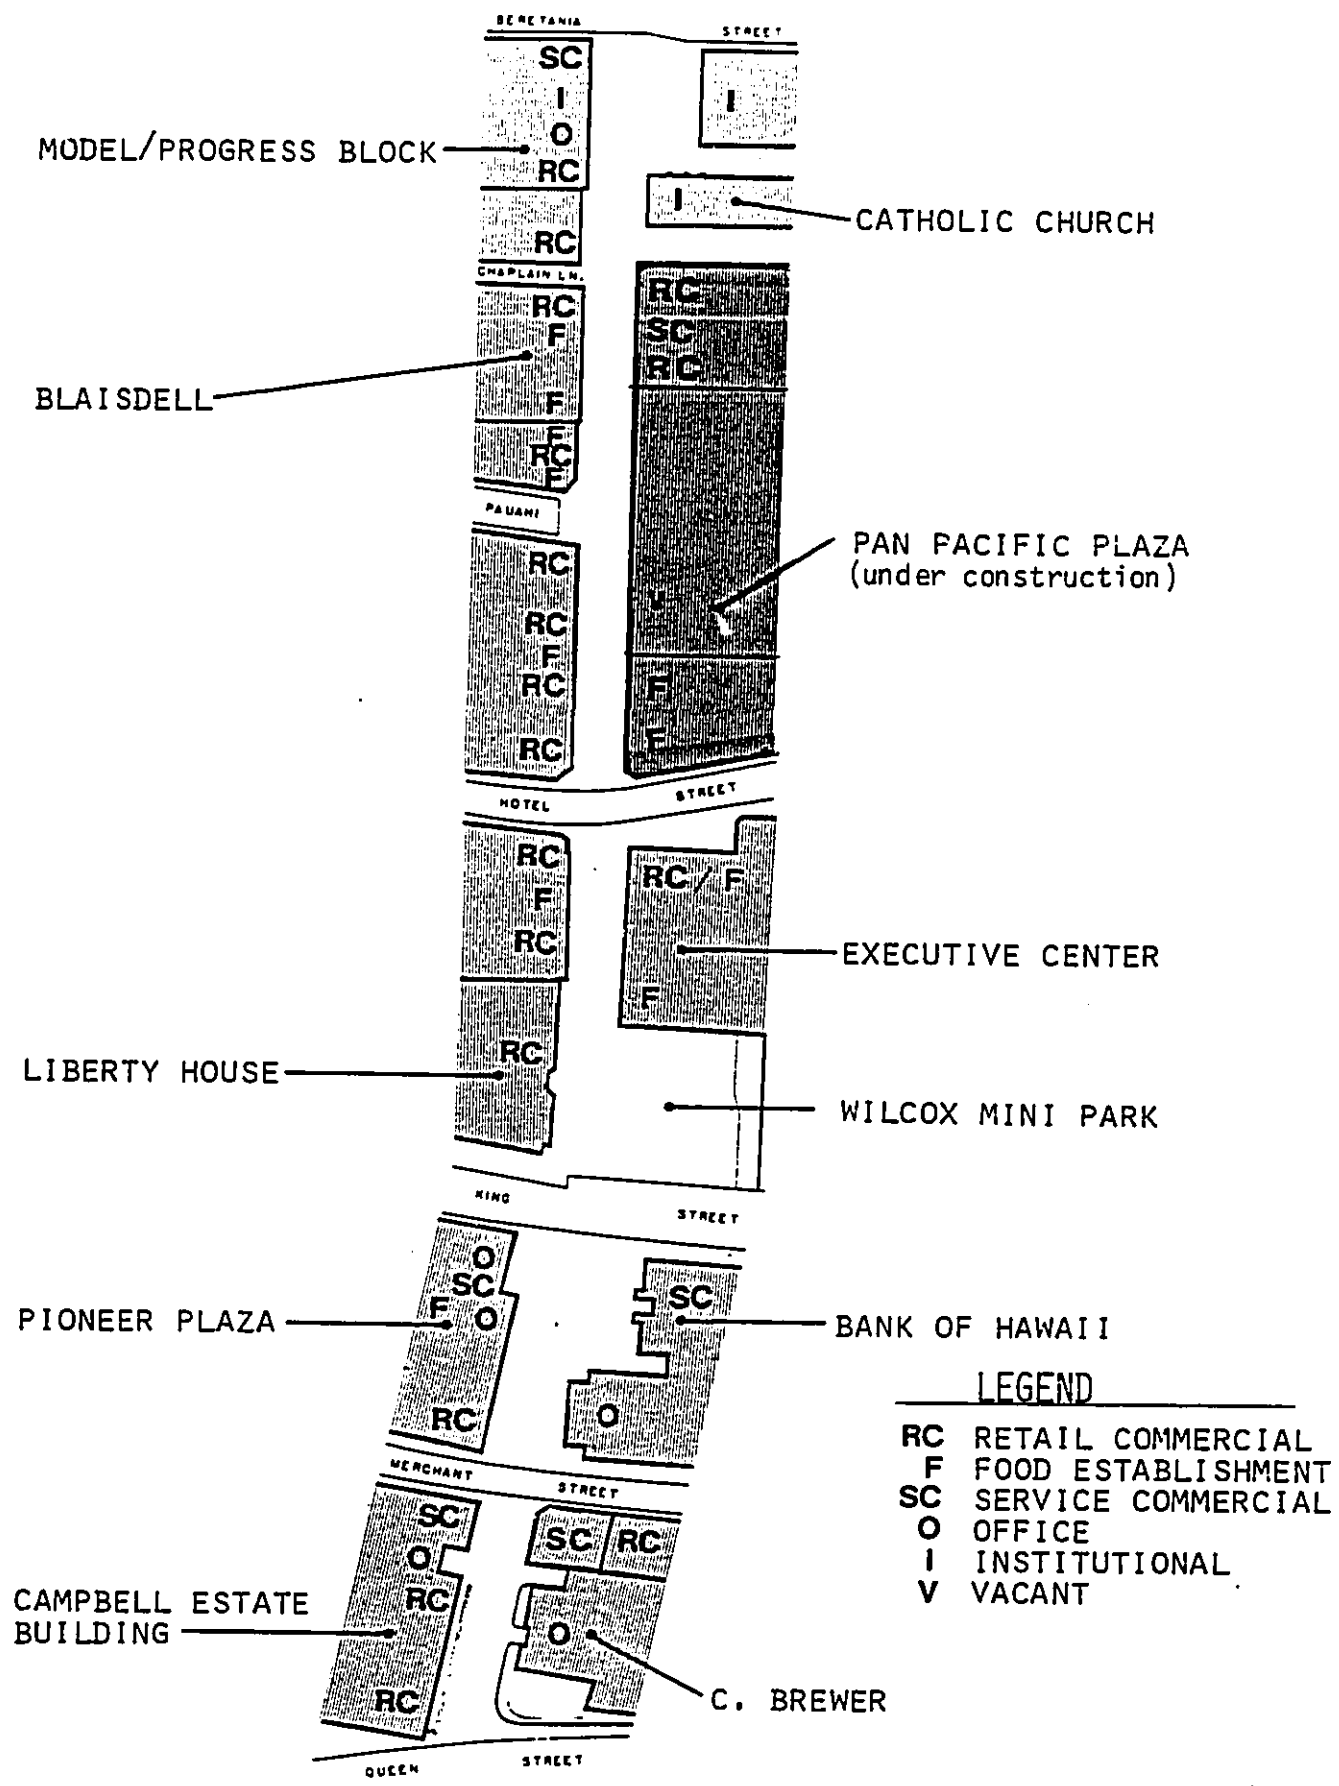 BERETANIA STREET
SC
I
I
O
MODEL/PROGRESS BLOCK
RC
I
CATHOLIC CHURCH
RC
CHAPLAIN LN.
RC
RC
F
SC
RC
BLAISDELL
F
F
RC
F
PAUAHI
PAN PACIFIC PLAZA
(under construction)
RC
V
RC
F
RC
F
RC
F
HOTEL STREET
RC
RC / F
F
RC
EXECUTIVE CENTER
F
RC
LIBERTY HOUSE
WILCOX MINI PARK
KING STREET
O
SC
F
O
SC
PIONEER PLAZA
BANK OF HAWAII
RC
O
LEGEND
RC RETAIL COMMERCIAL
F FOOD ESTABLISHMENT
SC SERVICE COMMERCIAL
O OFFICE
I INSTITUTIONAL
V VACANT
MERCHANT STREET
SC
SC
RC
O
RC
CAMPBELL ESTATE
BUILDING
O
RC
C. BREWER
QUEEN STREET